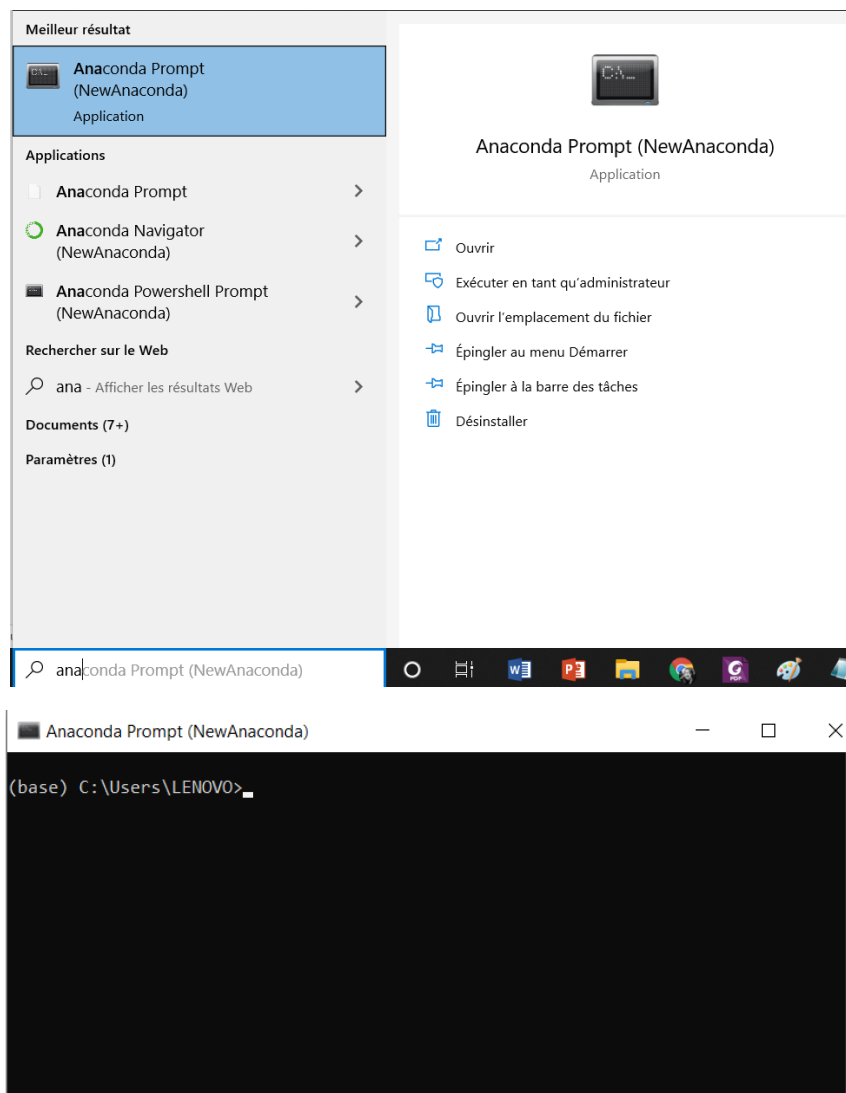 Meilleur résultat
Anaconda Prompt
(NewAnaconda)
Application
Applications
Anaconda Prompt
Anaconda Navigator
(NewAnaconda)
Anaconda Powershell Prompt
(NewAnaconda)
Rechercher sur le Web
ana - Afficher les résultats Web
Documents (7+)
Paramètres (1)
C:\_
Anaconda Prompt (NewAnaconda)
Application
Ouvrir
Exécuter en tant qu'administrateur
Ouvrir l'emplacement du fichier
Épingler au menu Démarrer
Épingler à la barre des tâches
Désinstaller
anaconda Prompt (NewAnaconda)
Anaconda Prompt (NewAnaconda)
(base) C:\Users\LENOVO>